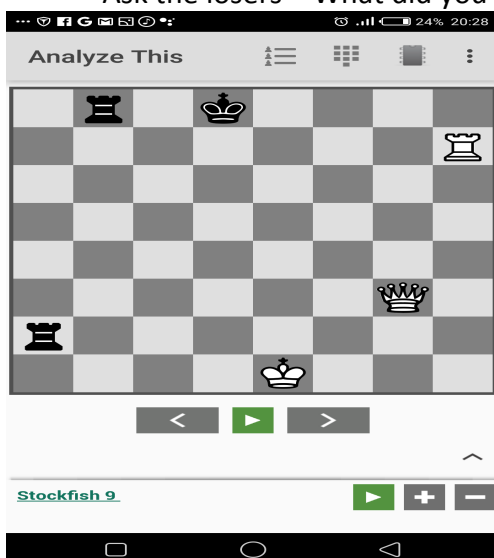 Ask the losers – What did you
24% 20:28
Analyze This
Stockfish 9